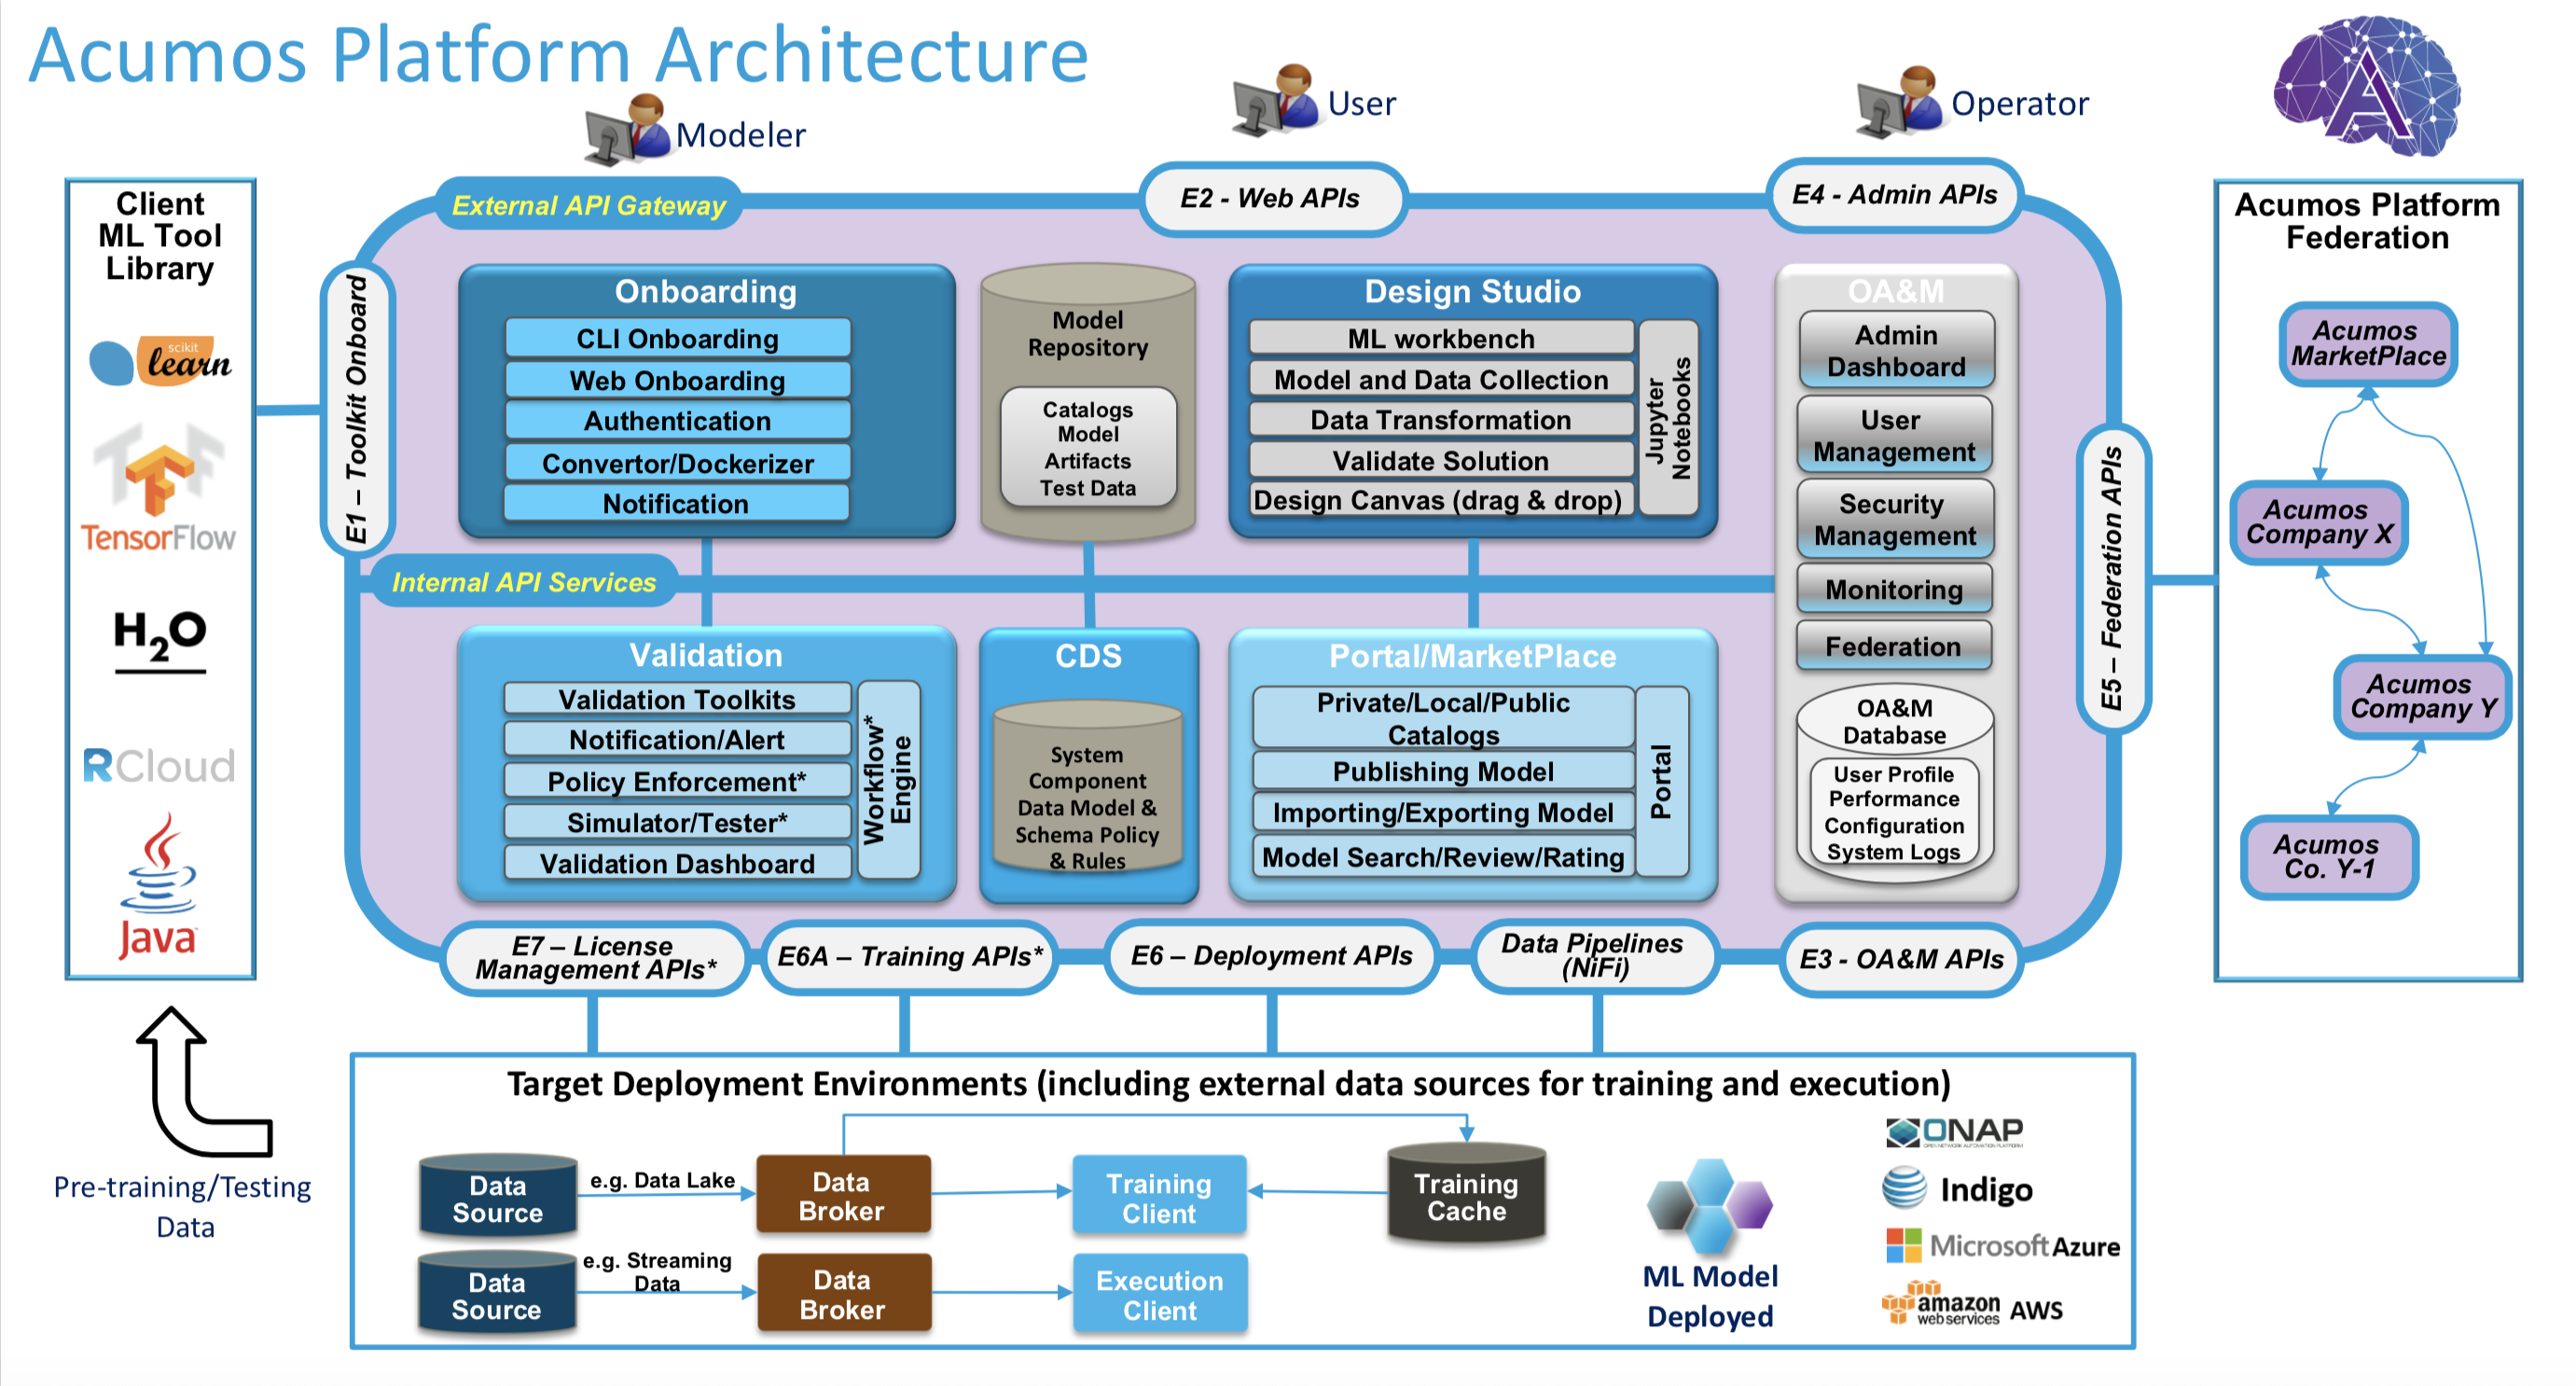 Acumos Platform Architecture
Modeler
User
Operator
Client
ML Tool
Library
scikit
learn
TensorFlow
H2O
RCloud
Java
Pre-training/Testing
Data
External API Gateway
E2 - Web APIs
E4 - Admin APIs
E1 – Toolkit Onboard
Onboarding
CLI Onboarding
Web Onboarding
Authentication
Convertor/Dockerizer
Notification
Model
Repository
Catalogs
Model
Artifacts
Test Data
Design Studio
ML workbench
Model and Data Collection
Data Transformation
Validate Solution
Design Canvas (drag & drop)
Jupyter
Notebooks
OA&M
Admin
Dashboard
User
Management
Security
Management
Monitoring
Federation
OA&M
Database
User Profile
Performance
Configuration
System Logs
Internal API Services
Validation
Validation Toolkits
Notification/Alert
Policy Enforcement*
Simulator/Tester*
Validation Dashboard
Workflow*
Engine
CDS
System
Component
Data Model &
Schema Policy
& Rules
Portal/MarketPlace
Private/Local/Public
Catalogs
Publishing Model
Importing/Exporting Model
Model Search/Review/Rating
Portal
E5 – Federation APIs
E7 – License
Management APIs*
E6A – Training APIs*
E6 – Deployment APIs
Data Pipelines
(NiFi)
E3 - OA&M APIs
Acumos Platform
Federation
Acumos
MarketPlace
Acumos
Company X
Acumos
Company Y
Acumos
Co. Y-1
Target Deployment Environments (including external data sources for training and execution)
Data
Source
e.g. Data Lake
Data
Broker
Training
Client
Training
Cache
Data
Source
e.g. Streaming
Data
Data
Broker
Execution
Client
ML Model
Deployed
ONAP
OPEN NETWORK AUTOMATION PLATFORM
Indigo
Microsoft Azure
amazon
web services
AWS